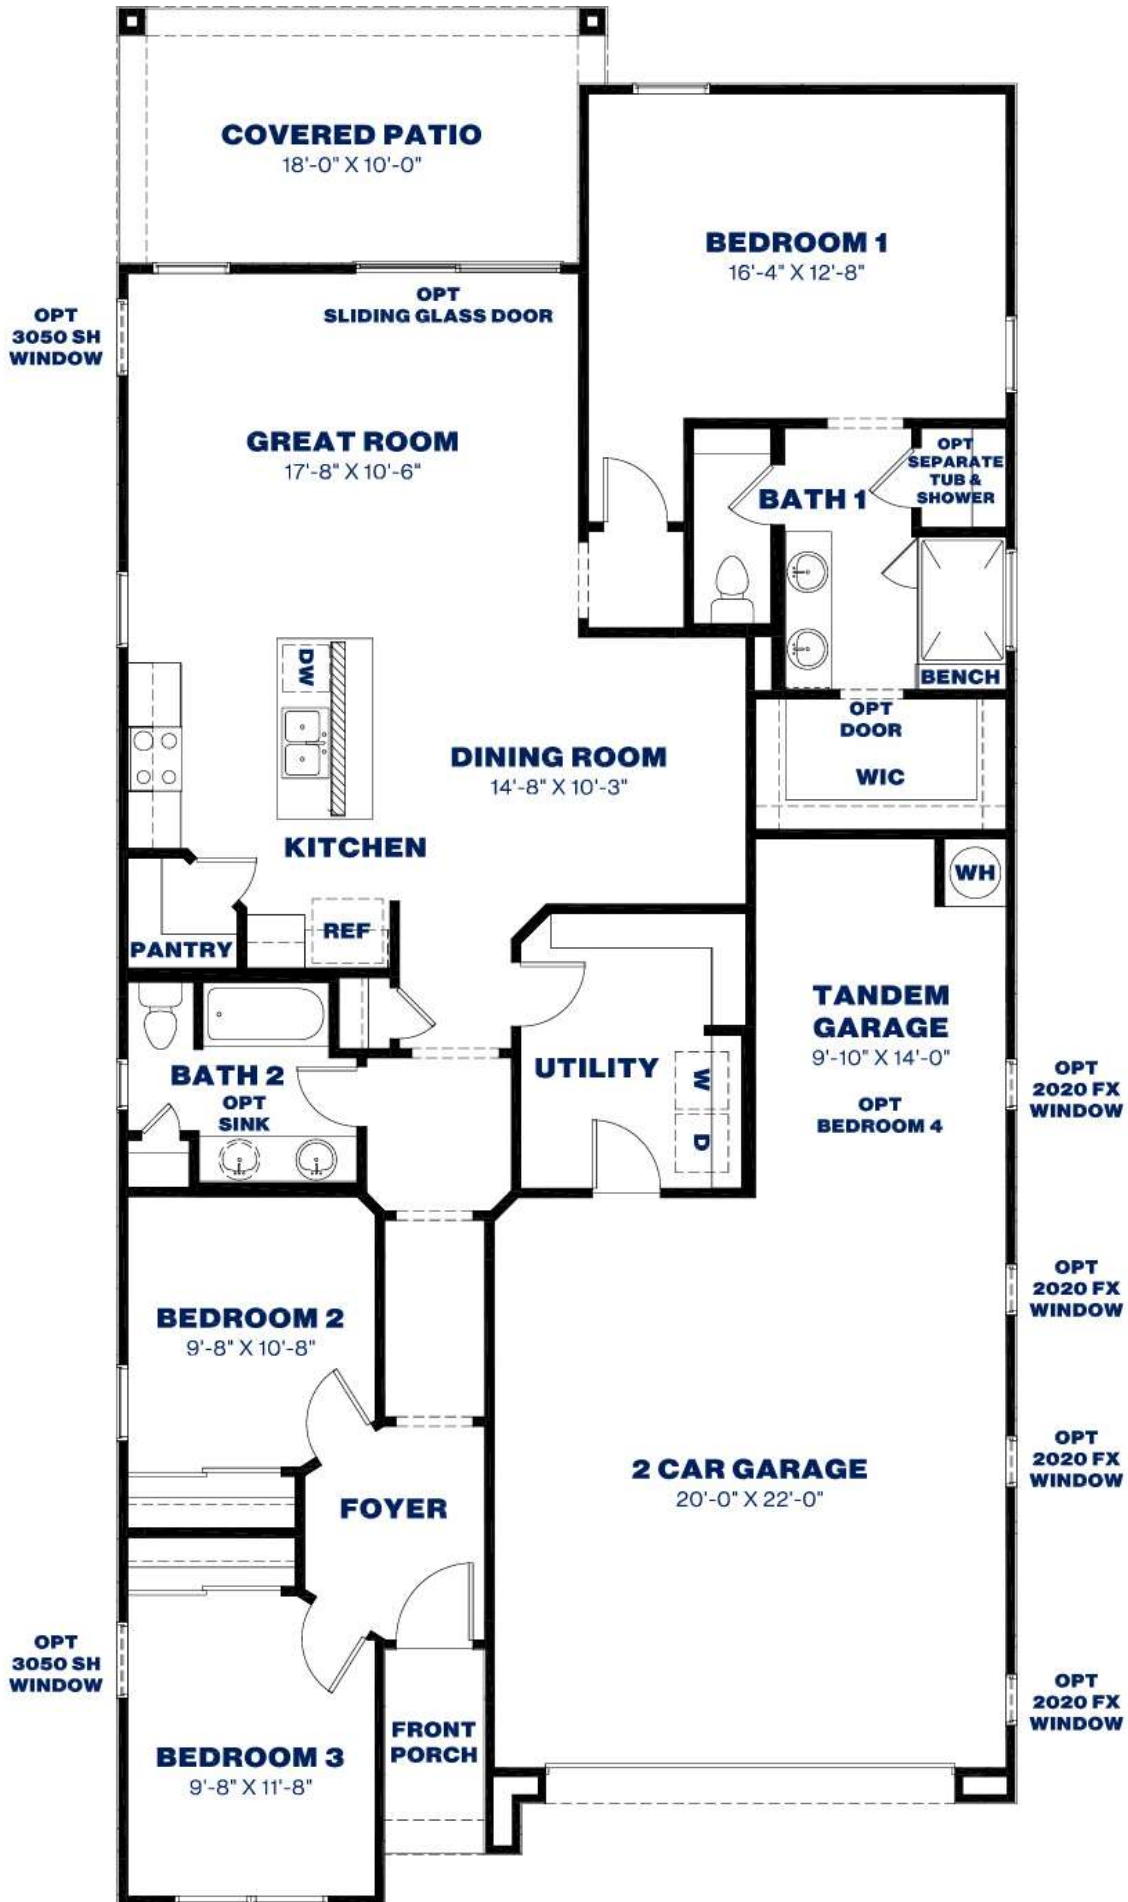 COVERED PATIO
18'-0" X 10'-0"
BEDROOM 1
16'-4" X 12'-8"
OPT
SLIDING GLASS DOOR
OPT
3050 SH
WINDOW
GREAT ROOM
17'-8" X 10'-6"
OPT
SEPARATE
TUB &
SHOWER
BATH 1
DW
BENCH
OPT
DOOR
WIC
DINING ROOM
14'-8" X 10'-3"
KITCHEN
WH
REF
PANTRY
TANDEM
GARAGE
9'-10" X 14'-0"
OPT
BEDROOM 4
UTILITY
W
D
BATH 2
OPT
SINK
OPT
2020 FX
WINDOW
OPT
2020 FX
WINDOW
BEDROOM 2
9'-8" X 10'-8"
OPT
2020 FX
WINDOW
2 CAR GARAGE
20'-0" X 22'-0"
FOYER
OPT
3050 SH
WINDOW
OPT
2020 FX
WINDOW
FRONT
PORCH
BEDROOM 3
9'-8" X 11'-8"